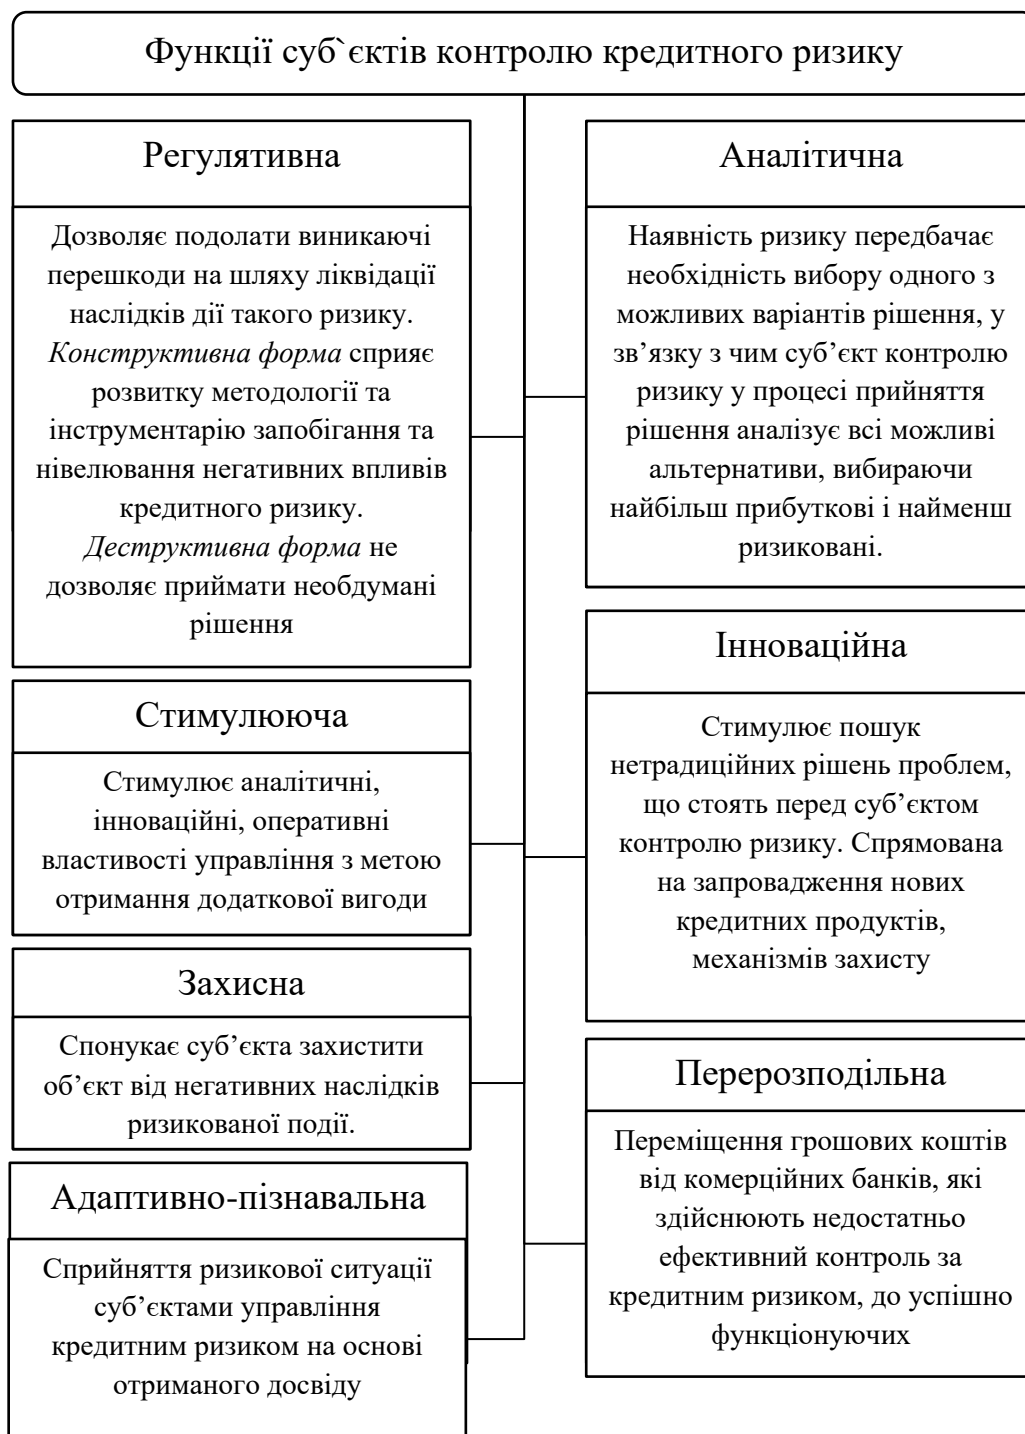 Функції суб`єктів контролю кредитного ризику
Регулятивна
Дозволяє подолати виникаючі
перешкоди на шляху ліквідації
наслідків дії такого ризику.
Конструктивна форма сприяє
розвитку методології та
інструментарію запобігання та
нівелювання негативних впливів
кредитного ризику.
Деструктивна форма не
дозволяє приймати необдумані
рішення
Стимулююча
Стимулює аналітичні,
інноваційні, оперативні
властивості управління з метою
отримання додаткової вигоди
Захисна
Спонукає суб’єкта захистити
об’єкт від негативних наслідків
ризикованої події.
Адаптивно-пізнавальна
Сприйняття ризикової ситуації
суб’єктами управління
кредитним ризиком на основі
отриманого досвіду
Аналітична
Наявність ризику передбачає
необхідність вибору одного з
можливих варіантів рішення, у
зв’язку з чим суб’єкт контролю
ризику у процесі прийняття
рішення аналізує всі можливі
альтернативи, вибираючи
найбільш прибуткові і найменш
ризиковані.
Інноваційна
Стимулює пошук
нетрадиційних рішень проблем,
що стоять перед суб’єктом
контролю ризику. Спрямована
на запровадження нових
кредитних продуктів,
механізмів захисту
Перерозподільна
Переміщення грошових коштів
від комерційних банків, які
здійснюють недостатньо
ефективний контроль за
кредитним ризиком, до успішно
функціонуючих